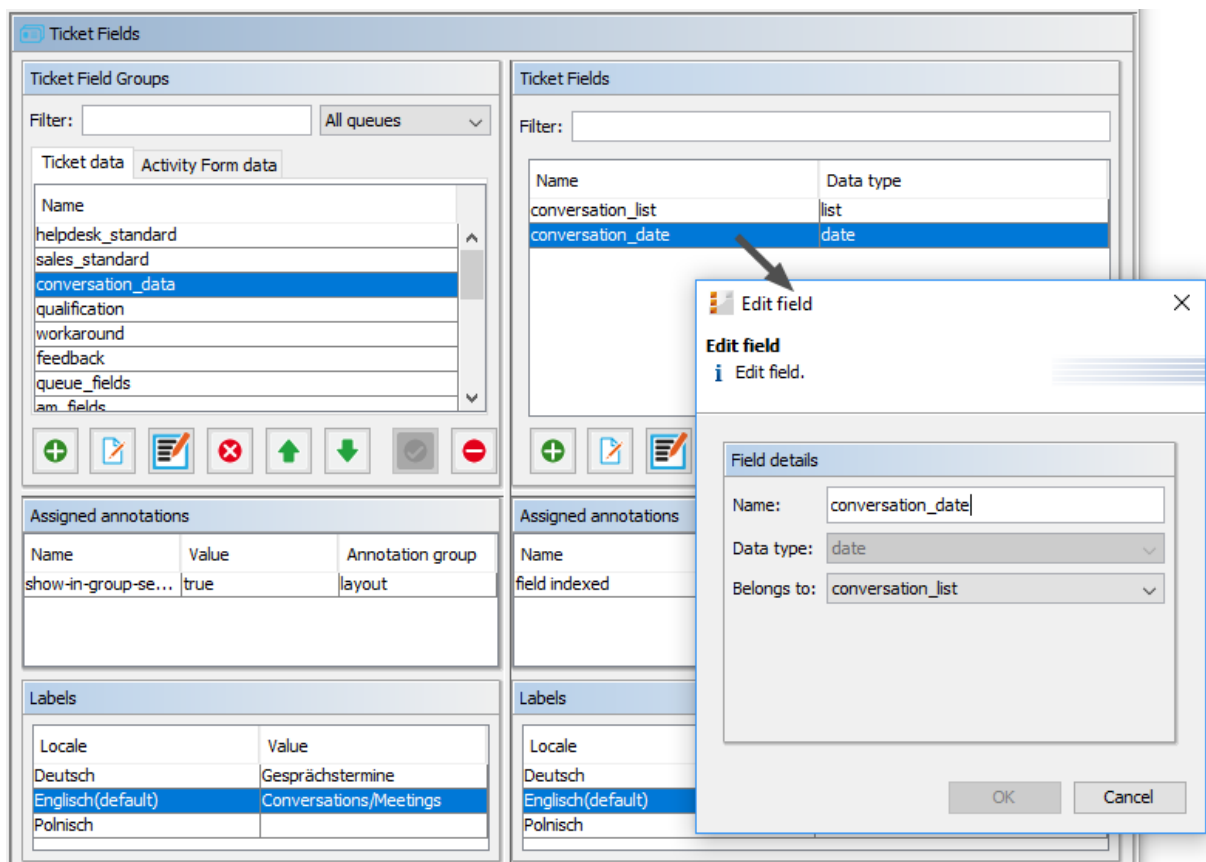 Ticket Fields
Ticket Field Groups
Filter: All queues
Ticket data Activity Form data
Name
helpdesk_standard
sales_standard
conversation_data
qualification
workaround
feedback
queue_fields
am_fields
Assigned annotations
Name Value Annotation group
show-in-group-se... true layout
Labels
Locale Value
Deutsch Gesprächstermine
Englisch(default) Conversations/Meetings
Polnisch
Ticket Fields
Filter:
Name Data type
conversation_list list
conversation_date date
Assigned annotations
Name
field indexed
Labels
Locale
Deutsch
Englisch(default)
Polnisch
Edit field
Edit field
i Edit field.
Field details
Name: conversation_date
Data type: date
Belongs to: conversation_list
OK Cancel